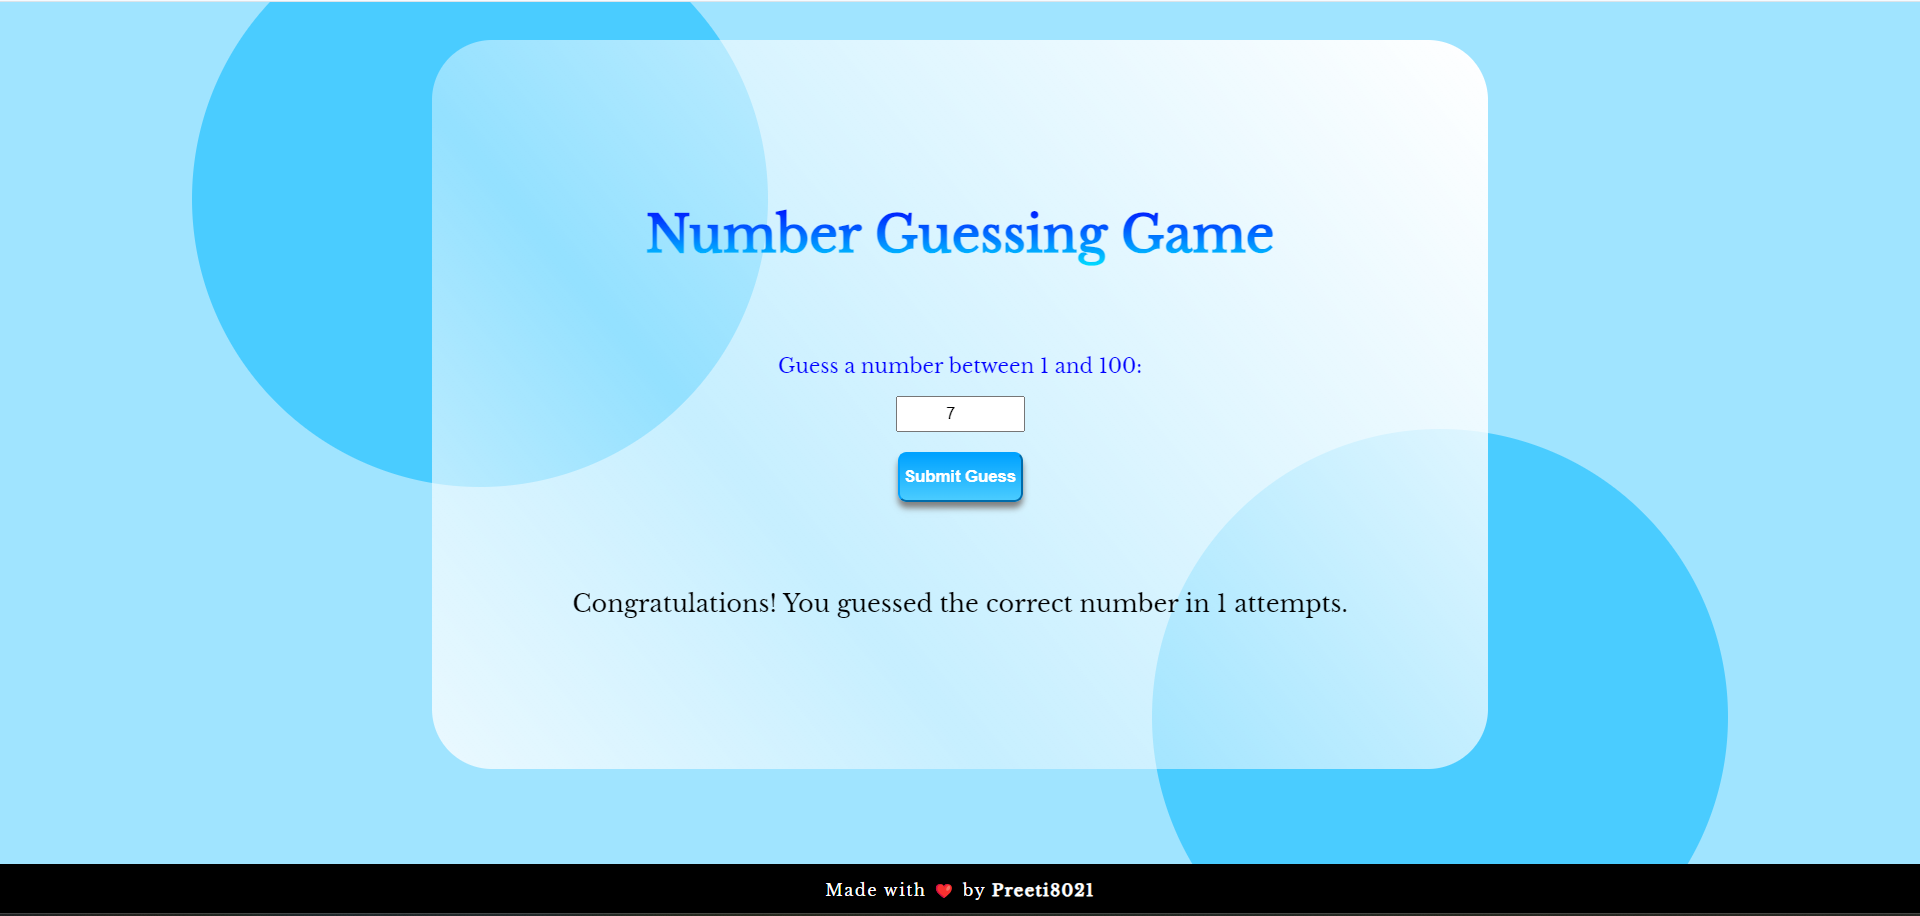 Number Guessing Game
Guess a number between 1 and 100:
7
Submit Guess
Congratulations! You guessed the correct number in 1 attempts.
Made with ❤️ by Preeti8021